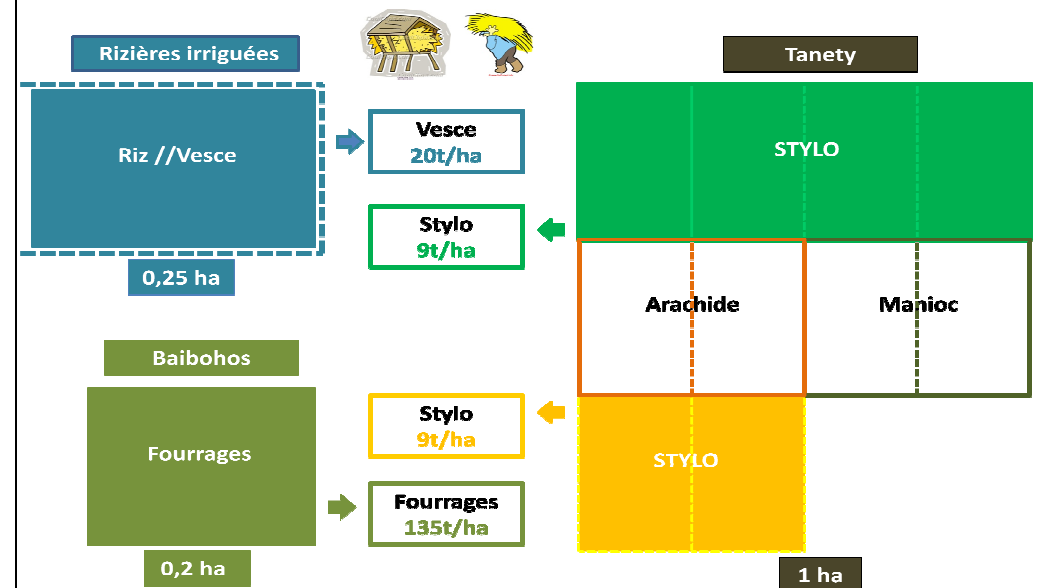 Rizières irriguées
Riz //Vesce
0,25 ha
Baibohos
Fourrages
0,2 ha
Vesce
20t/ha
Stylo
9t/ha
Stylo
9t/ha
Fourrages
135t/ha
Tanety
STYLO
Arachide
Manioc
STYLO
1 ha